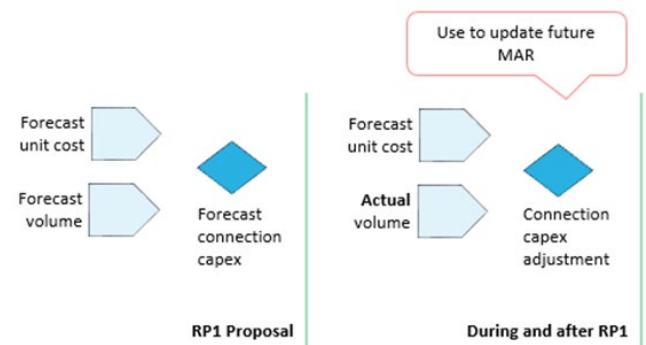 Use to update future
MAR
Forecast
unit cost
Forecast
volume
Forecast
connection
capex
RP1 Proposal
Forecast
unit cost
Actual
volume
Connection
capex
adjustment
During and after RP1